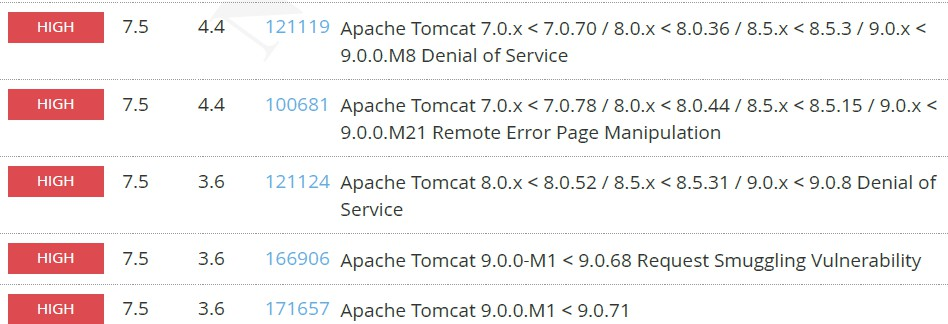 HIGH 7.5 4.4 121119 Apache Tomcat 7.0.x < 7.0.70 / 8.0.x < 8.0.36 / 8.5.x < 8.5.3 / 9.0.x <
9.0.0.M8 Denial of Service
HIGH 7.5 4.4 100681 Apache Tomcat 7.0.x < 7.0.78 / 8.0.x < 8.0.44 / 8.5.x < 8.5.15 / 9.0.x <
9.0.0.M21 Remote Error Page Manipulation
HIGH 7.5 3.6 121124 Apache Tomcat 8.0.x < 8.0.52 / 8.5.x < 8.5.31 / 9.0.x < 9.0.8 Denial of
Service
HIGH 7.5 3.6 166906 Apache Tomcat 9.0.0-M1 < 9.0.68 Request Smuggling Vulnerability
HIGH 7.5 3.6 171657 Apache Tomcat 9.0.0.M1 < 9.0.71